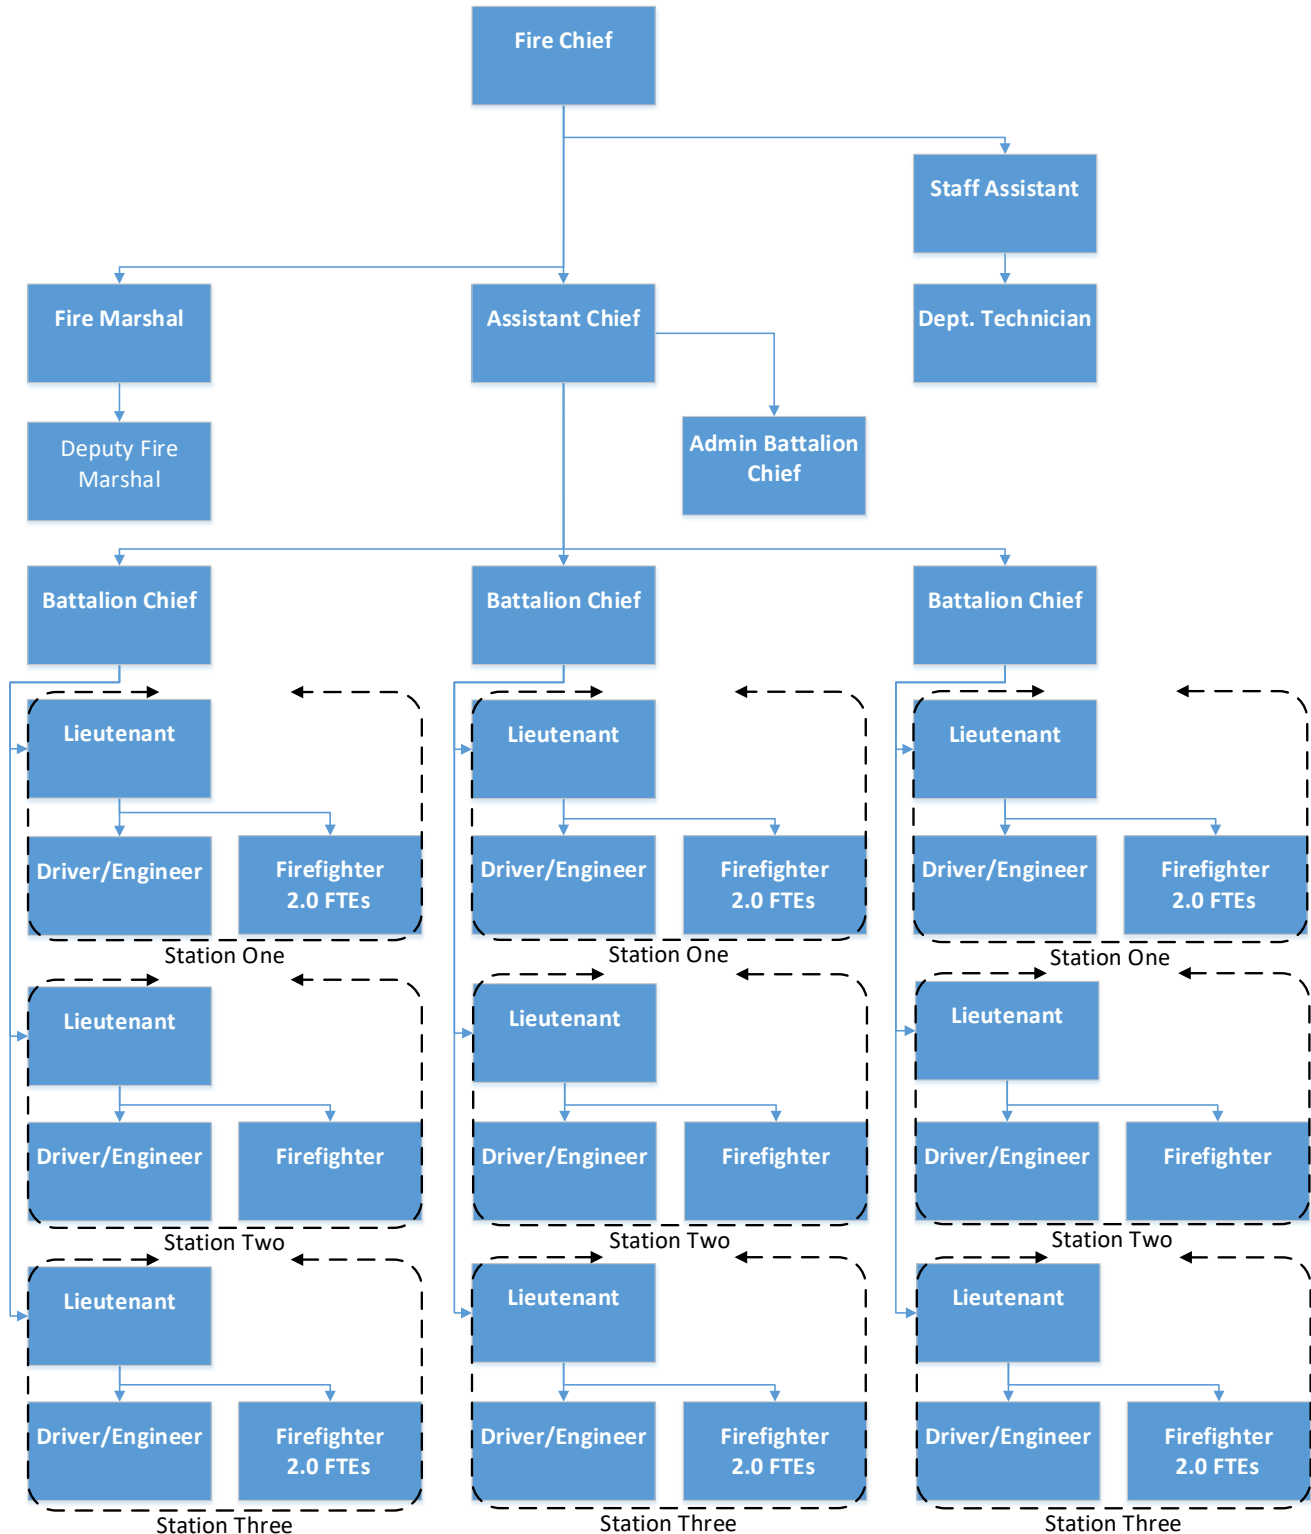 Fire Chief
Staff Assistant
Fire Marshal
Assistant Chief
Dept. Technician
Deputy Fire
Marshal
Admin Battalion
Chief
Battalion Chief
Battalion Chief
Battalion Chief
Lieutenant
Lieutenant
Lieutenant
Driver/Engineer
Firefighter
2.0 FTEs
Driver/Engineer
Firefighter
2.0 FTEs
Driver/Engineer
Firefighter
2.0 FTEs
Station One
Station One
Station One
Lieutenant
Lieutenant
Lieutenant
Driver/Engineer
Firefighter
Driver/Engineer
Firefighter
Driver/Engineer
Firefighter
Station Two
Station Two
Station Two
Lieutenant
Lieutenant
Lieutenant
Driver/Engineer
Firefighter
2.0 FTEs
Driver/Engineer
Firefighter
2.0 FTEs
Driver/Engineer
Firefighter
2.0 FTEs
Station Three
Station Three
Station Three